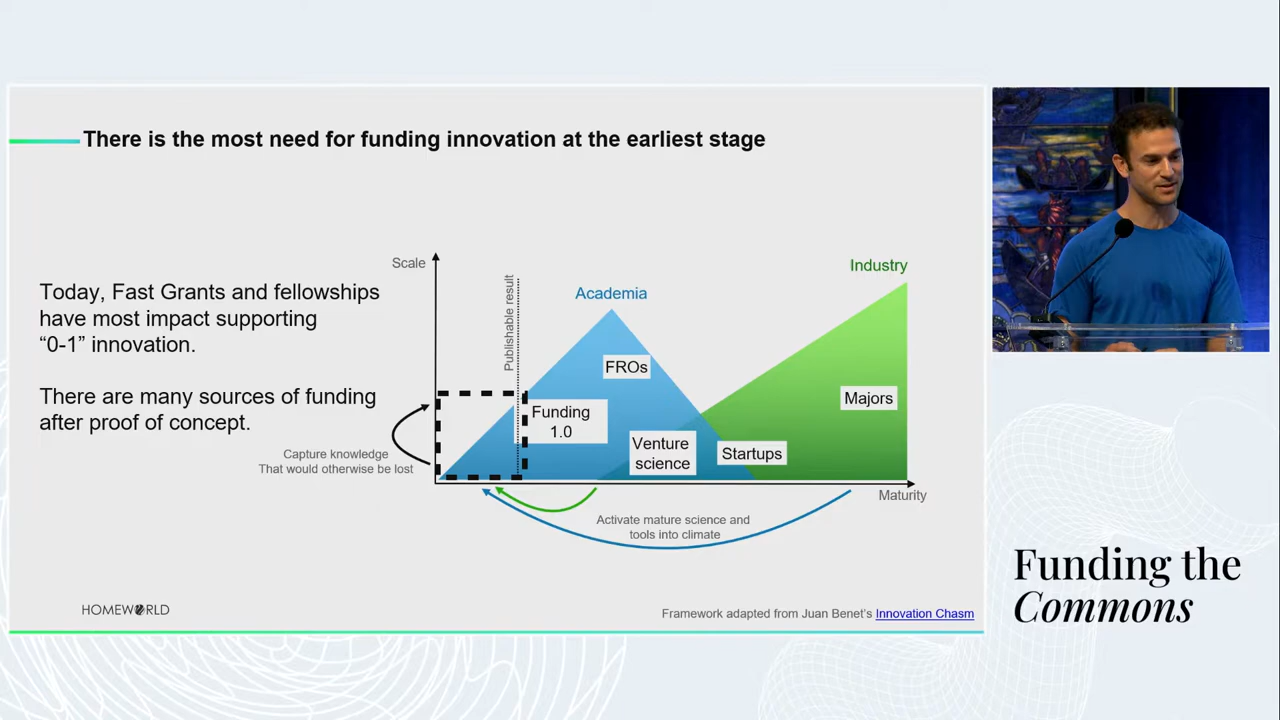 There is the most need for funding innovation at the earliest stage
Today, Fast Grants and fellowships
have most impact supporting
“0-1” innovation.
There are many sources of funding
after proof of concept.
Capture knowledge
That would otherwise be lost
Scale
Publishable result
Academia
Industry
FROs
Funding
1.0
Venture
science
Startups
Majors
Maturity
Activate mature science and
tools into climate
HOMEWORLD
Framework adapted from Juan Benet’s Innovation Chasm
Funding the
Commons